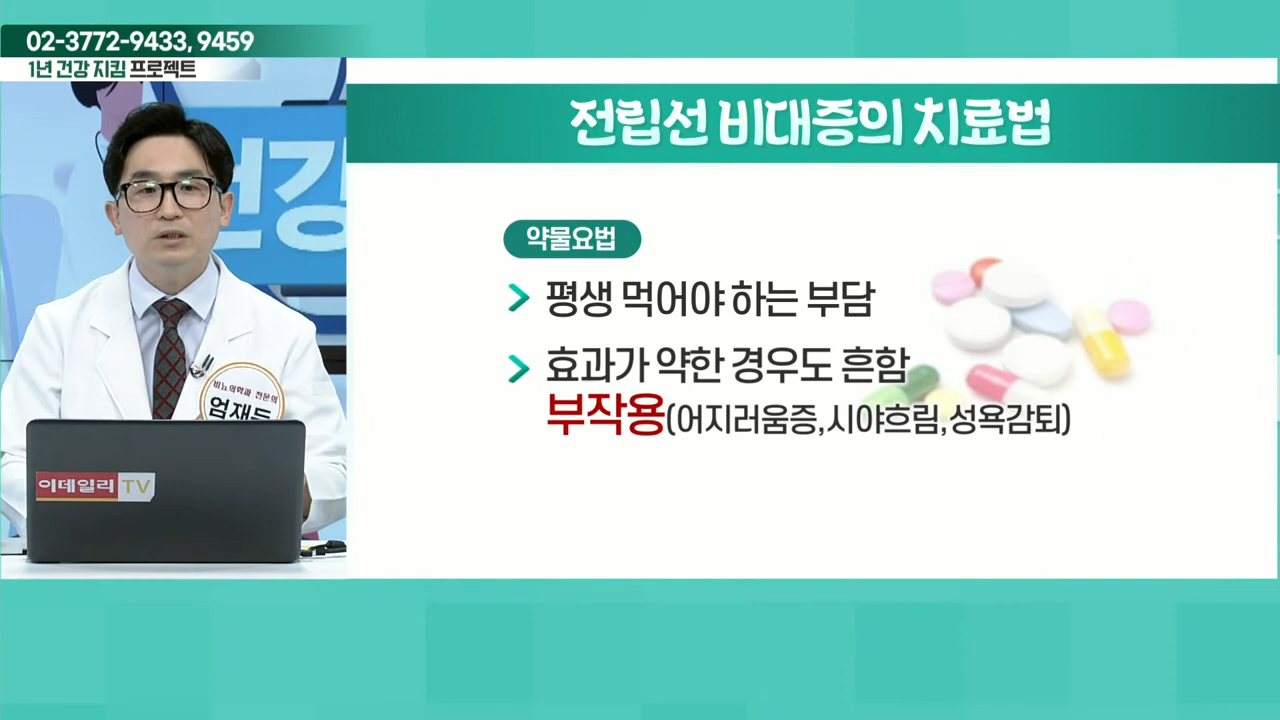 02-3772-9433, 9459
1년 건강 지킴 프로젝트
건강
전립선 비대증의 치료법
약물요법
평생 먹어야 하는 부담
효과가 약한 경우도 흔함
부작용(어지러움증,시야흐림,성욕감퇴)
비뇨의학과 전문의
이데일리 TV